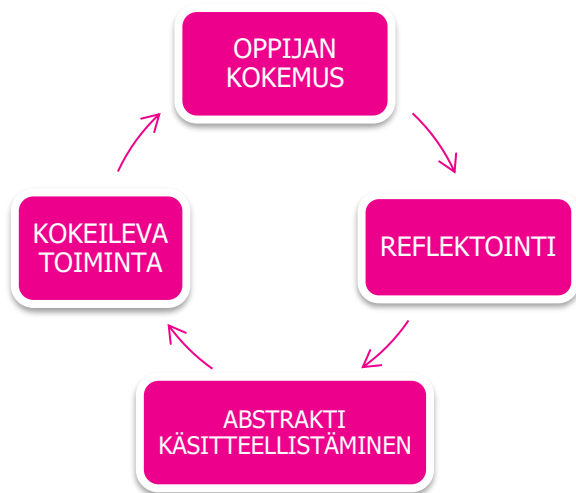 OPPIJAN
KOKEMUS
REFLEKTOINTI
ABSTRAKTI
KÄSITTEELLISTÄMINEN
KOKEILEVA
TOIMINTA